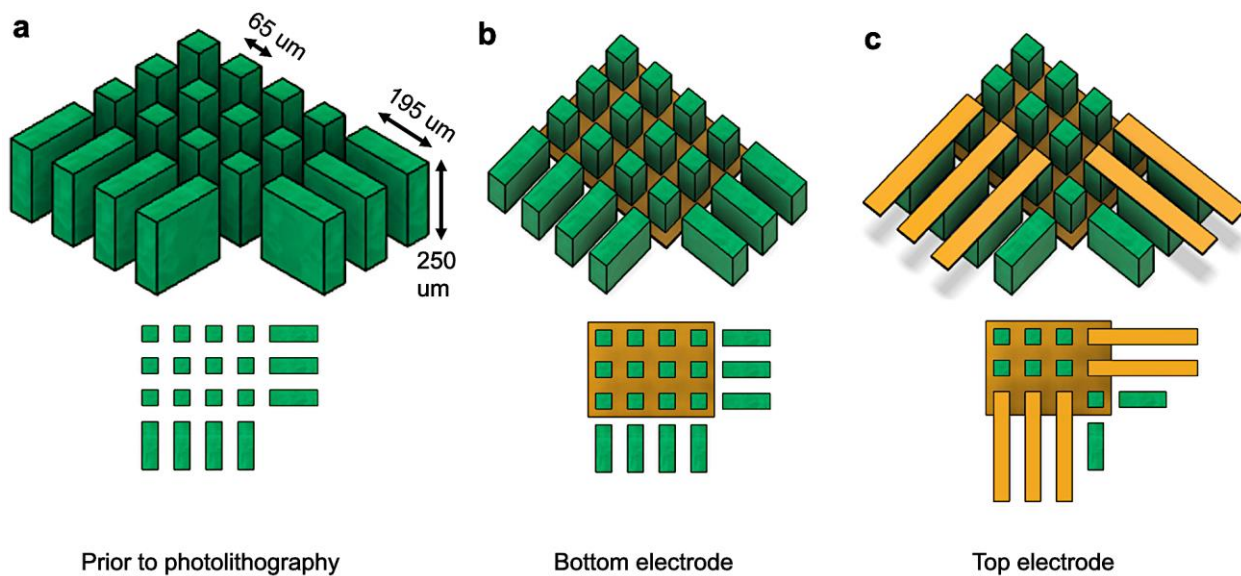 a
65 um
195 um
250
um
b
c
Prior to photolithography
Bottom electrode
Top electrode